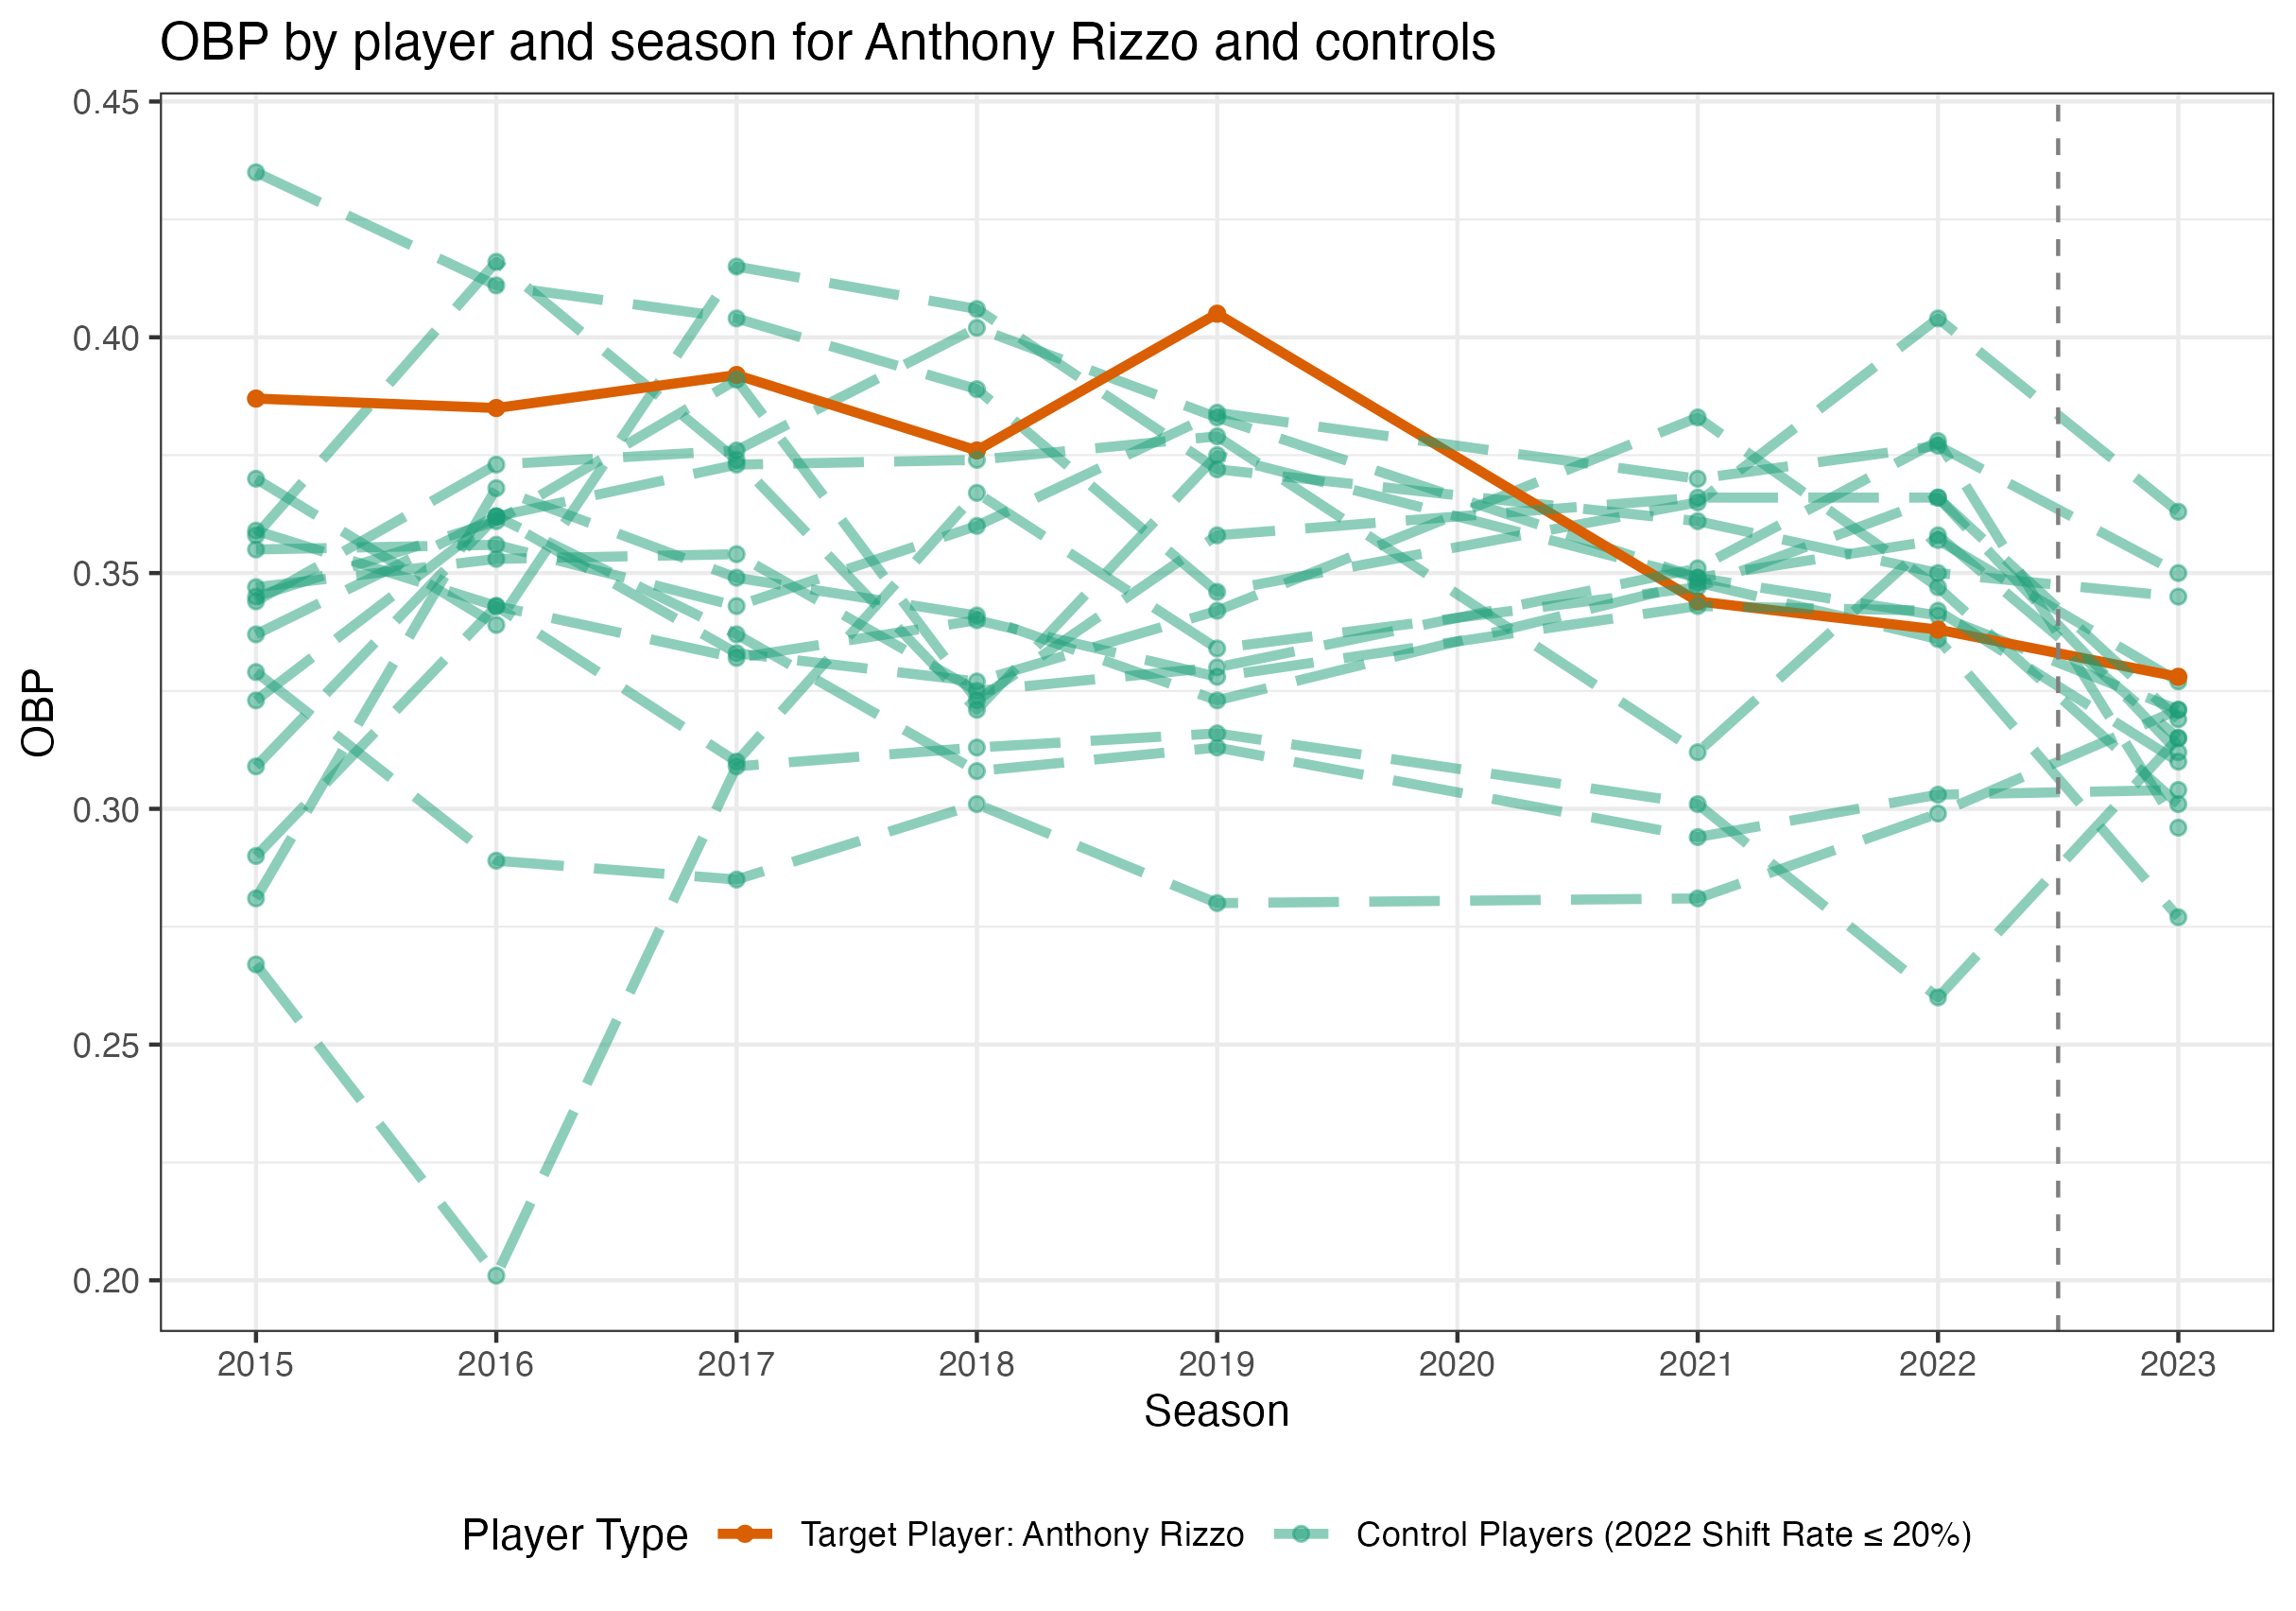 OBP by player and season for Anthony Rizzo and controls
0.45
0.40
0.35
0.30
0.25
0.20
OBP
2015 2016 2017 2018 2019 2020 2021 2022 2023
Season
Player Type Target Player: Anthony Rizzo Control Players (2022 Shift Rate ≤ 20%)